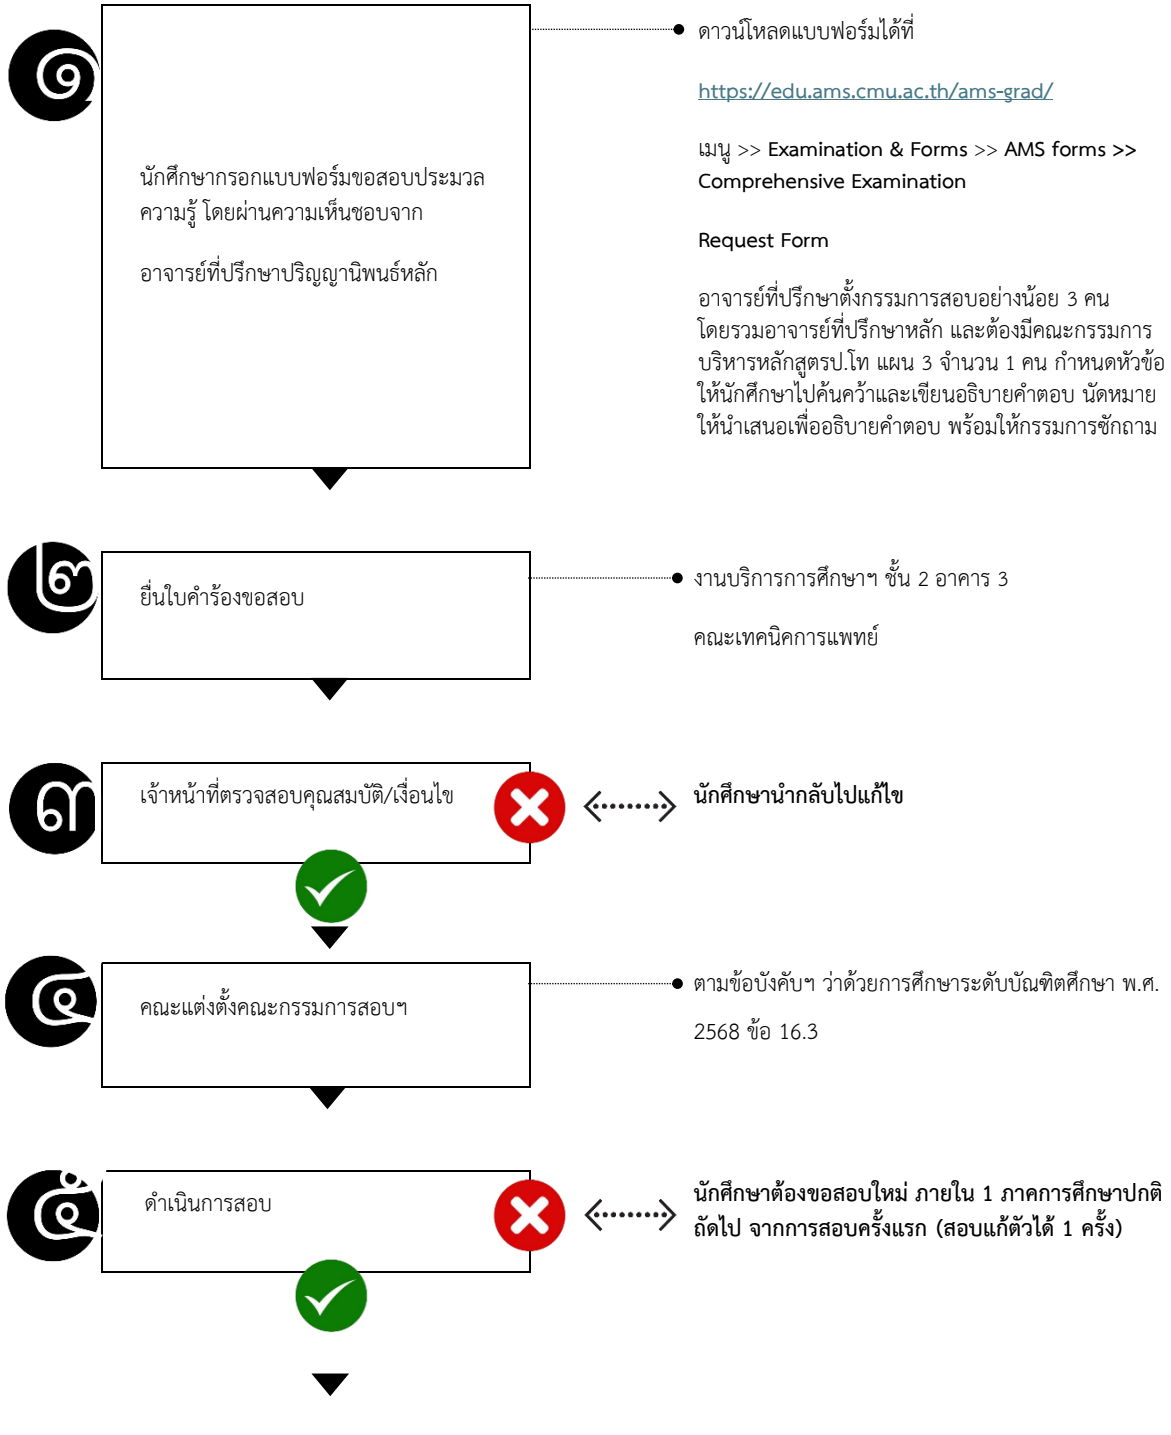 ๑
นักศึกษากรอกแบบฟอร์มขอสอบประมวล
ความรู้ โดยผ่านความเห็นชอบจาก
อาจารย์ที่ปรึกษาปริญญานิพนธ์หลัก
ดาวน์โหลดแบบฟอร์มได้ที่
https://edu.ams.cmu.ac.th/ams-grad/
เมนู >> Examination & Forms >> AMS forms >>
Comprehensive Examination
Request Form
อาจารย์ที่ปรึกษาตั้งกรรมการสอบอย่างน้อย 3 คน
โดยรวมอาจารย์ที่ปรึกษาหลัก และต้องมีคณะกรรมการ
บริหารหลักสูตรป.โท แผน 3 จำนวน 1 คน กำหนดหัวข้อ
ให้นักศึกษาไปค้นคว้าและเขียนอธิบายคำตอบ นัดหมาย
ให้นำเสนอเพื่ออธิบายคำตอบ พร้อมให้กรรมการซักถาม
๒
ยื่นใบคำร้องขอสอบ
งานบริการการศึกษาฯ ชั้น 2 อาคาร 3
คณะเทคนิคการแพทย์
๓
เจ้าหน้าที่ตรวจสอบคุณสมบัติ/เงื่อนไข
นักศึกษานำกลับไปแก้ไข
๔
คณะแต่งตั้งคณะกรรมการสอบฯ
ตามข้อบังคับฯ ว่าด้วยการศึกษาระดับบัณฑิตศึกษา พ.ศ.
2568 ข้อ 16.3
๕
ดำเนินการสอบ
นักศึกษาต้องขอสอบใหม่ ภายใน 1 ภาคการศึกษาปกติ
ถัดไป จากการสอบครั้งแรก (สอบแก้ตัวได้ 1 ครั้ง)